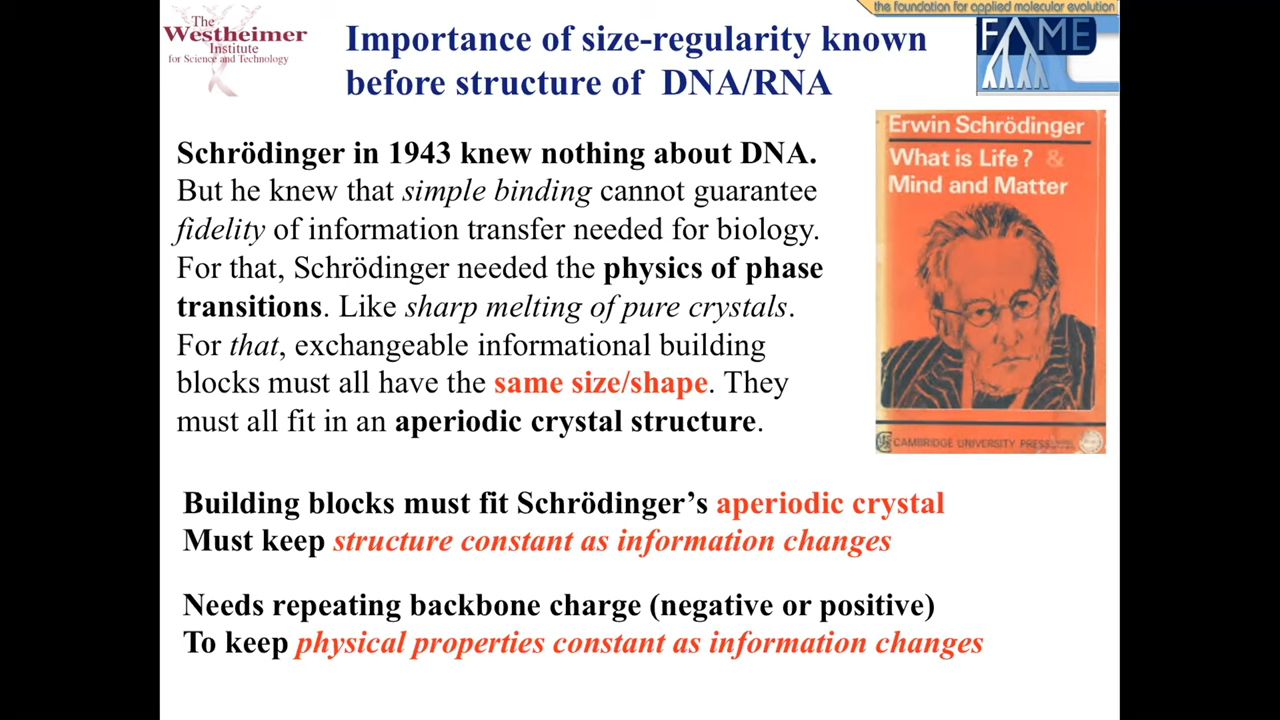 the foundation for applied molecular evolution
The
Westheimer
Institute
for Science and Technology
FAME
Importance of size-regularity known
before structure of DNA/RNA
Schrödinger in 1943 knew nothing about DNA.
But he knew that simple binding cannot guarantee
fidelity of information transfer needed for biology.
For that, Schrödinger needed the physics of phase
transitions. Like sharp melting of pure crystals.
For that, exchangeable informational building
blocks must all have the same size/shape. They
must all fit in an aperiodic crystal structure.
Erwin Schrödinger
What is Life? &
Mind and Matter
CAMBRIDGE UNIVERSITY PRESS
Building blocks must fit Schrödinger's aperiodic crystal
Must keep structure constant as information changes
Needs repeating backbone charge (negative or positive)
To keep physical properties constant as information changes